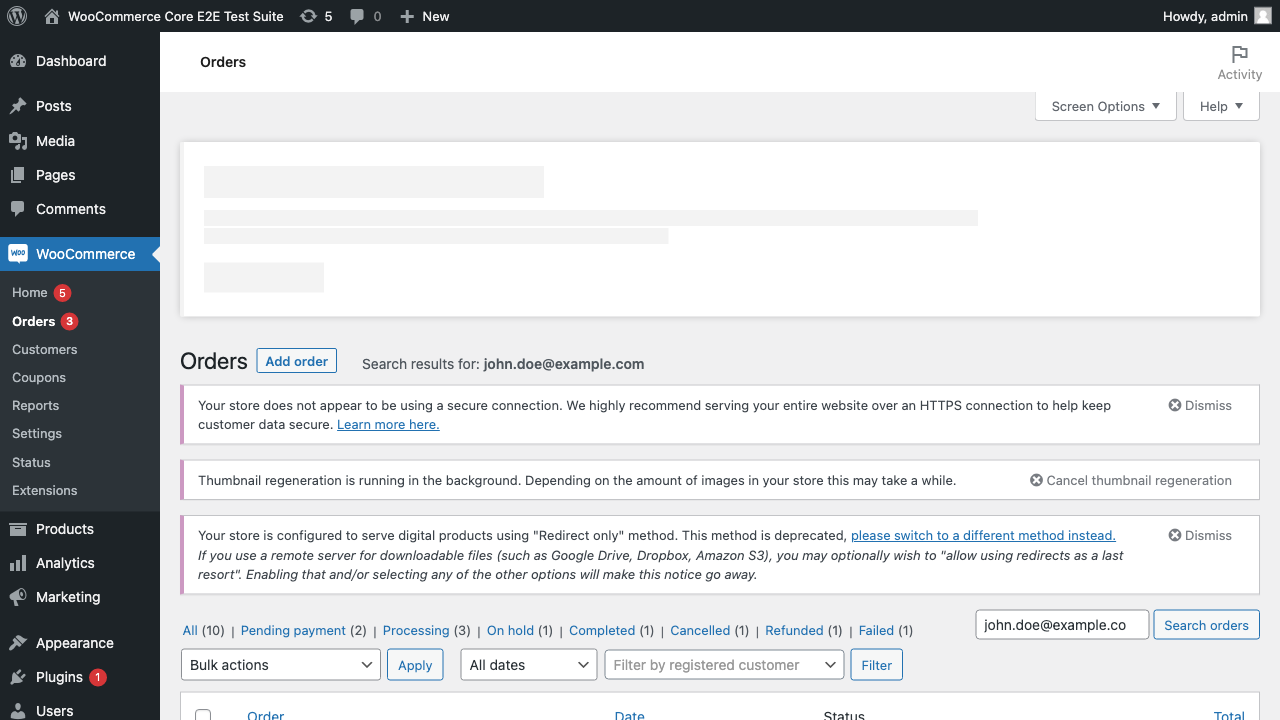 WooCommerce Core E2E Test Suite 5 0 New Howdy, admin
Dashboard
Posts
Media
Pages
Comments
WooCommerce
Home 5
Orders 3
Customers
Coupons
Reports
Settings
Status
Extensions
Products
Analytics
Marketing
Appearance
Plugins 1
Users
Orders
Activity
Screen Options Help
Orders Add order Search results for: john.doe@example.com
Your store does not appear to be using a secure connection. We highly recommend serving your entire website over an HTTPS connection to help keep
customer data secure. Learn more here.
Dismiss
Thumbnail regeneration is running in the background. Depending on the amount of images in your store this may take a while.
Cancel thumbnail regeneration
Your store is configured to serve digital products using "Redirect only" method. This method is deprecated, please switch to a different method instead.
If you use a remote server for downloadable files (such as Google Drive, Dropbox, Amazon S3), you may optionally wish to "allow using redirects as a last
resort". Enabling that and/or selecting any of the other options will make this notice go away.
Dismiss
All (10) | Pending payment (2) | Processing (3) | On hold (1) | Completed (1) | Cancelled (1) | Refunded (1) | Failed (1)
john.doe@example.co Search orders
Bulk actions Apply All dates Filter by registered customer Filter
Order Date Status Total